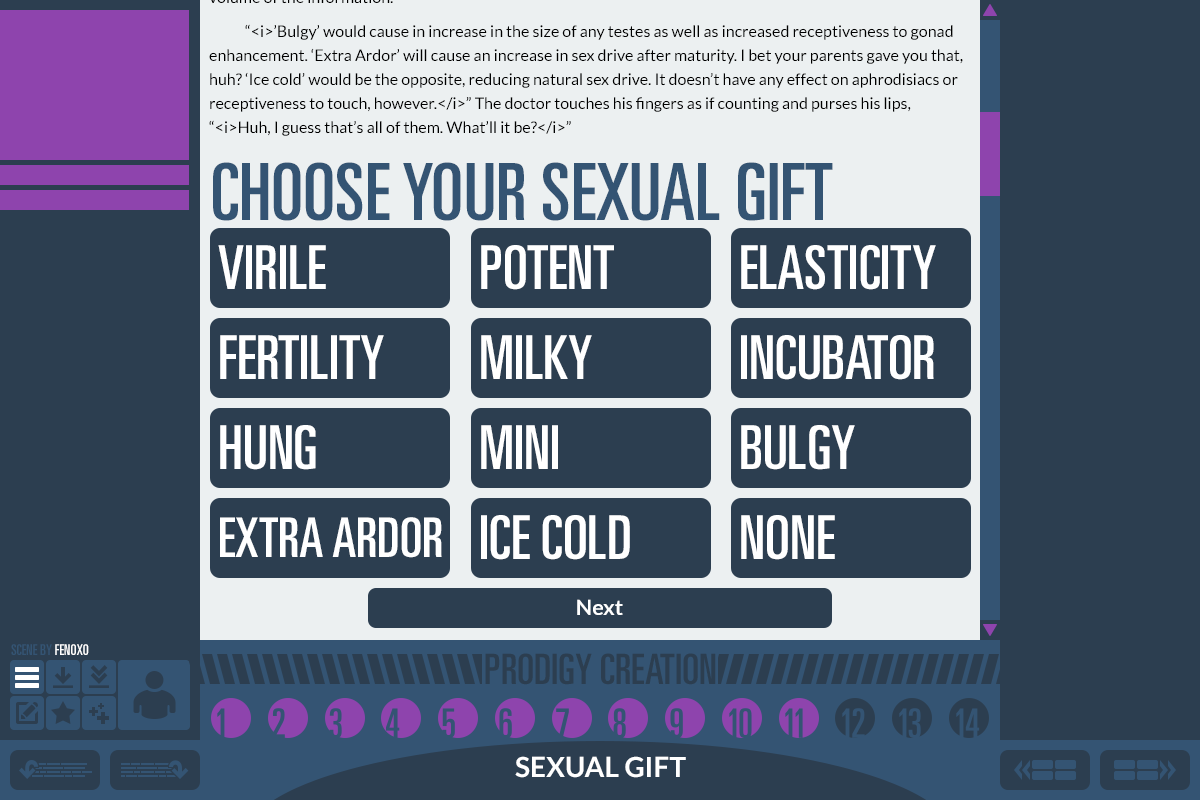 volume of the information.
“<i>’Bulgy’ would cause in increase in the size of any testes as well as increased receptiveness to gonad
enhancement. ‘Extra Ardor’ will cause an increase in sex drive after maturity. I bet your parents gave you that,
huh? ‘Ice cold’ would be the opposite, reducing natural sex drive. It doesn’t have any effect on aphrodisiacs or
receptiveness to touch, however.</i>” The doctor touches his fingers as if counting and purses his lips,
“<i>Huh, I guess that’s all of them. What’ll it be?</i>”
CHOOSE YOUR SEXUAL GIFT
VIRILE POTENT ELASTICITY
FERTILITY MILKY INCUBATOR
HUNG MINI BULGY
EXTRA ARDOR ICE COLD NONE
Next
SCENE BY FENOXO
PRODIGY CREATION
1 2 3 4 5 6 7 8 9 10 11 12 13 14
SEXUAL GIFT